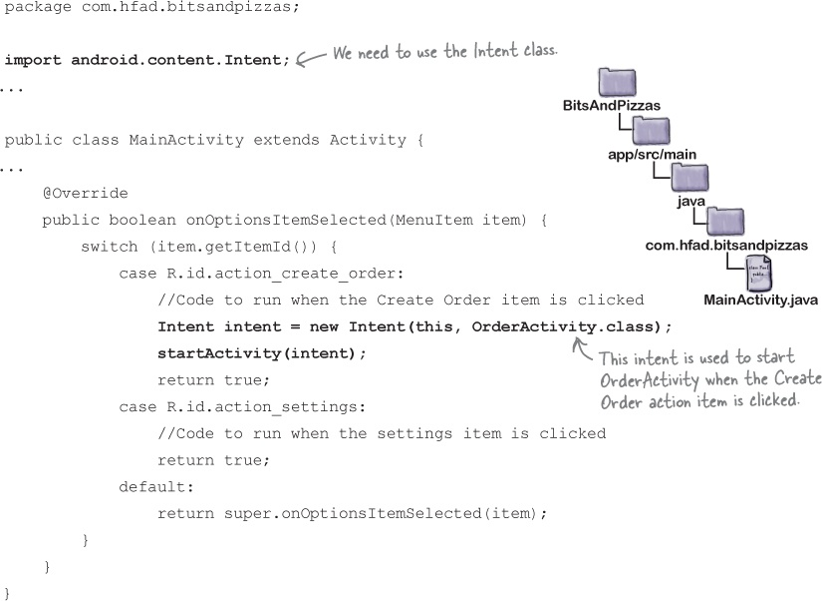 package com.hfad.bitsandpizzas;
import android.content.Intent;
We need to use the Intent class.
...
public class MainActivity extends Activity {
...
@Override
public boolean onOptionsItemSelected(MenuItem item) {
switch (item.getItemId()) {
case R.id.action_create_order:
//Code to run when the Create Order item is clicked
Intent intent = new Intent(this, OrderActivity.class);
startActivity(intent);
return true;
case R.id.action_settings:
//Code to run when the settings item is clicked
return true;
default:
return super.onOptionsItemSelected(item);
}
}
}
BitsAndPizzas
app/src/main
java
com.hfad.bitsandpizzas
MainActivity.java
This intent is used to start
OrderActivity when the Create
Order action item is clicked.